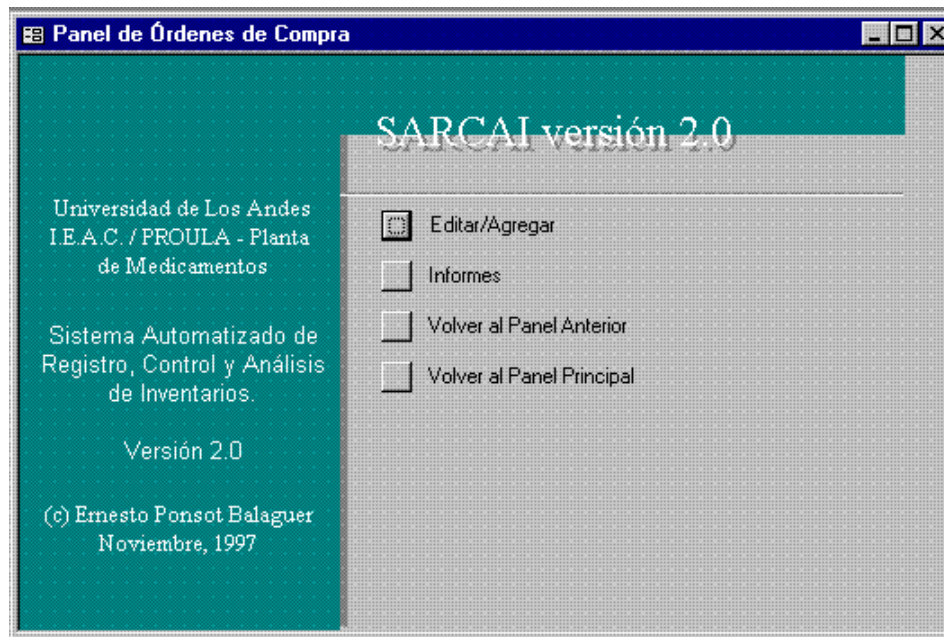 Panel de Órdenes de Compra
SARCAI versión 2.0
Universidad de Los Andes
I.E.A.C. / PROULA - Planta
de Medicamentos
Sistema Automatizado de
Registro, Control y Análisis
de Inventarios.
Versión 2.0
(c) Ernesto Ponsot Balaguer
Noviembre, 1997
Editar/Agregar
Informes
Volver al Panel Anterior
Volver al Panel Principal